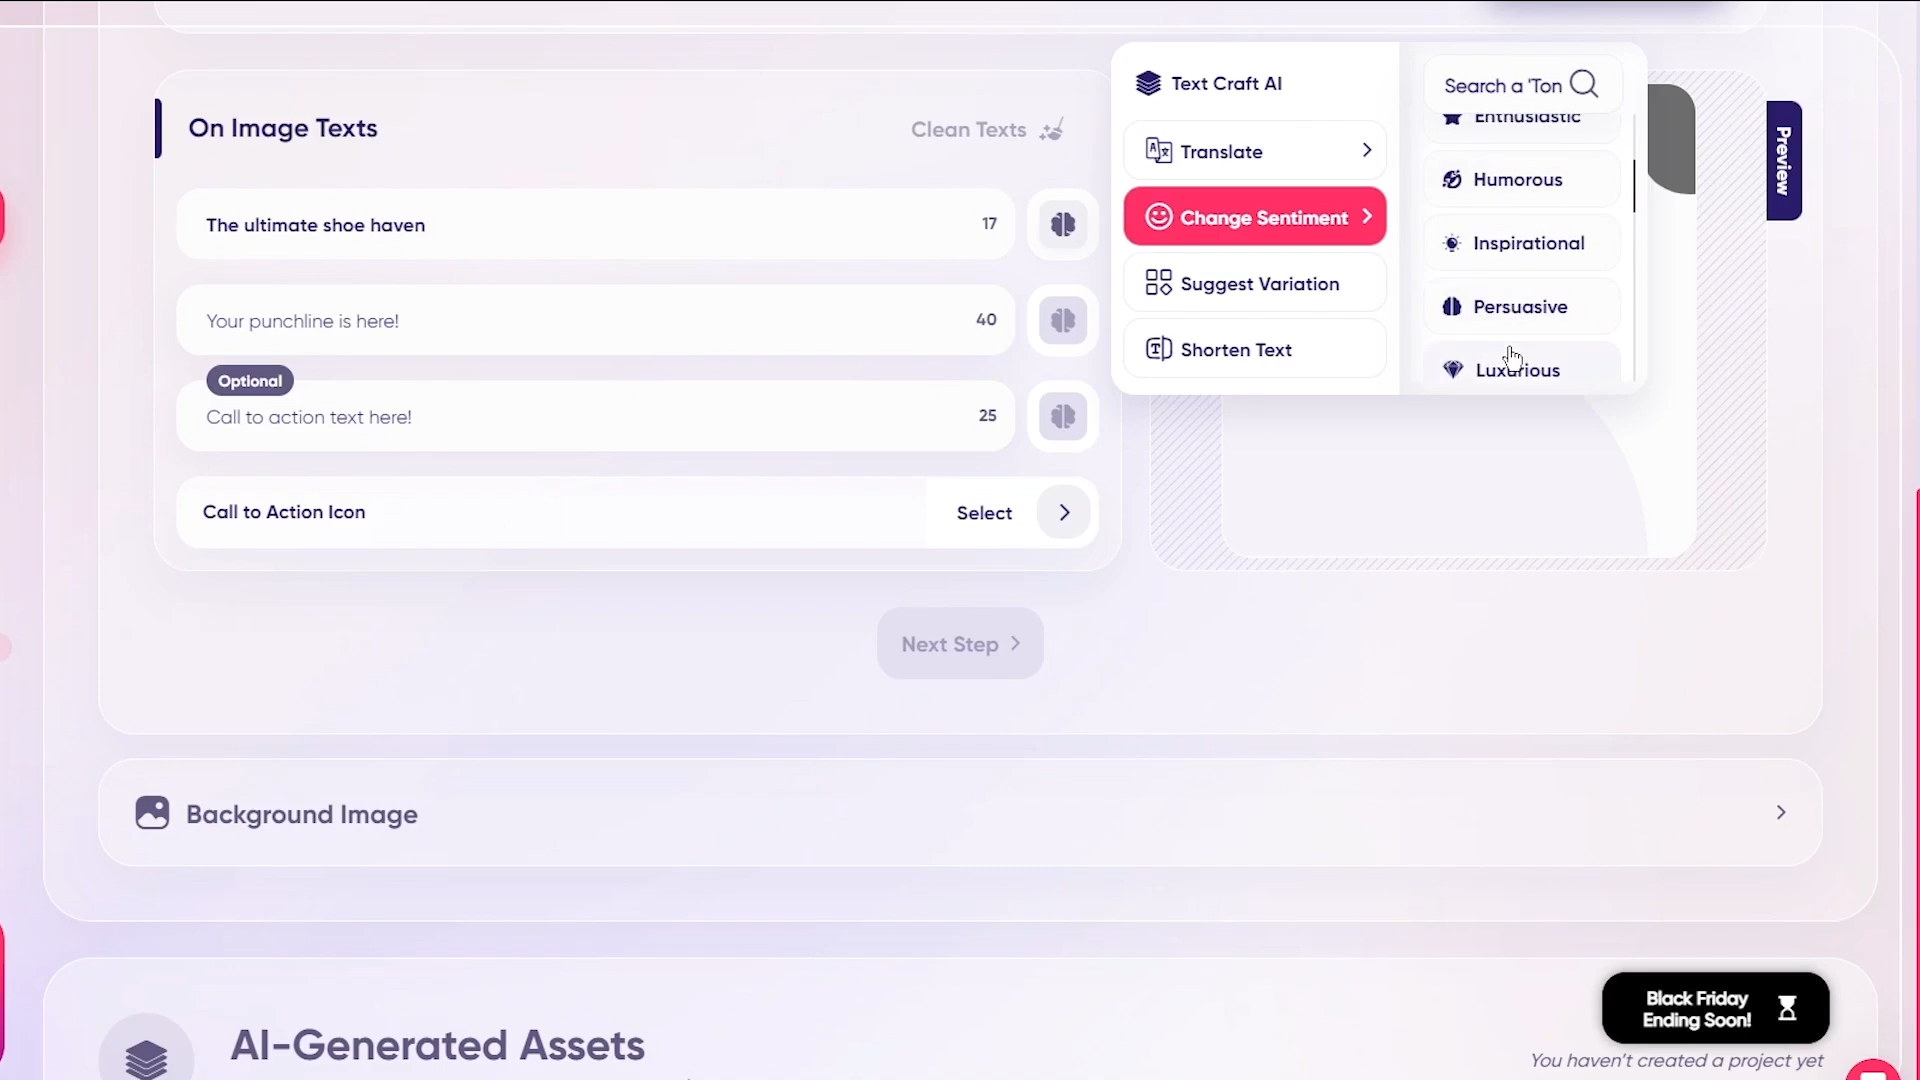 On Image Texts
Clean Texts
The ultimate shoe haven
17
Your punchline is here!
40
Optional
Call to action text here!
25
Call to Action Icon
Select
Next Step
Text Craft AI
Translate
Change Sentiment
Suggest Variation
Shorten Text
Search a 'Ton
Enthusiastic
Humorous
Inspirational
Persuasive
Luxurious
Preview
Background Image
AI-Generated Assets
Black Friday
Ending Soon!
You haven't created a project yet